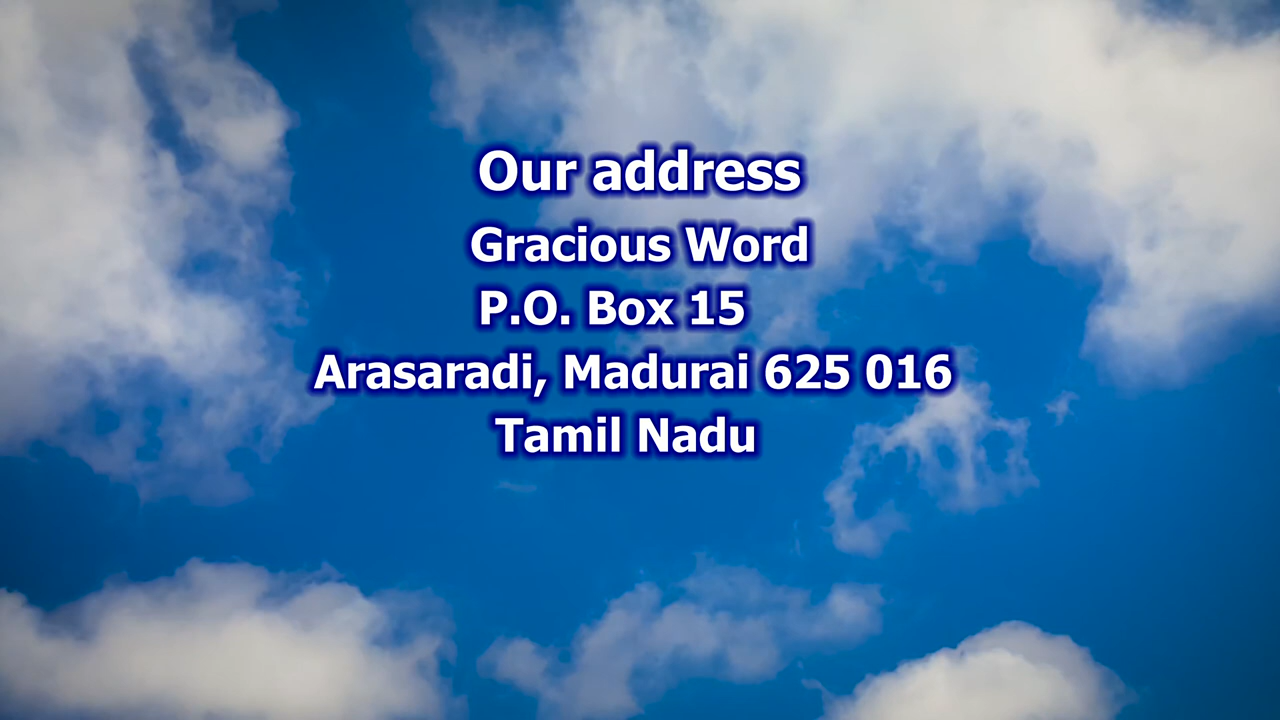 Our address
Gracious Word
P.O. Box 15
Arasaradi, Madurai 625 016
Tamil Nadu